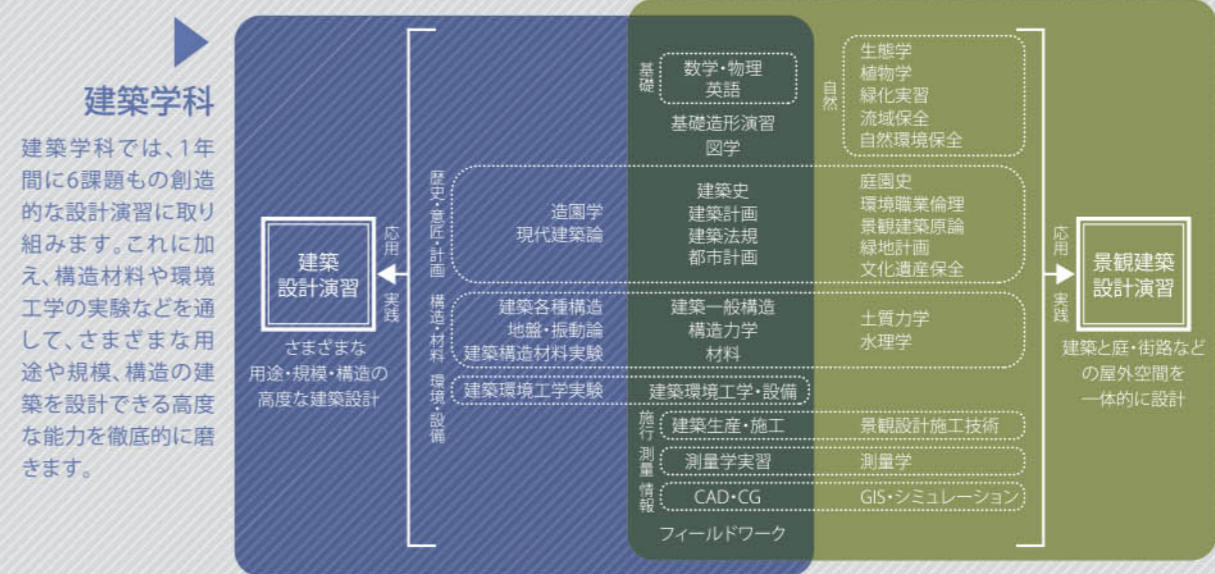 建築学科
建築学科では、1年
間に6課題もの創造
的な設計演習に取り
組みます。これに加
え、構造材料や環境
工学の実験などを通
して、さまざまな用
途や規模、構造の建
築を設計できる高度
な能力を徹底的に磨
きます。
建築
設計演習
さまざまな
用途・規模・構造の
高度な建築設計
応用
実践
基礎
数学・物理
英語
基礎造形演習
図学
自然
生態学
植物学
緑化実習
流域保全
自然環境保全
歴史・意匠・計画
造園学
現代建築論
建築史
建築計画
建築法規
都市計画
庭園史
環境職業倫理
景観建築原論
緑地計画
文化遺産保全
構造・材料
建築各種構造
地盤・振動論
建築構造材料実験
建築一般構造
構造力学
材料
土質力学
水理学
環境・設備
建築環境工学実験
建築環境工学・設備
施行
建築生産・施工
景観設計施工技術
測量
測量学実習
測量学
情報
CAD・CG
GIS・シミュレーション
フィールドワーク
応用
実践
景観建築
設計演習
建築と庭・街路など
の屋外空間を
一体的に設計